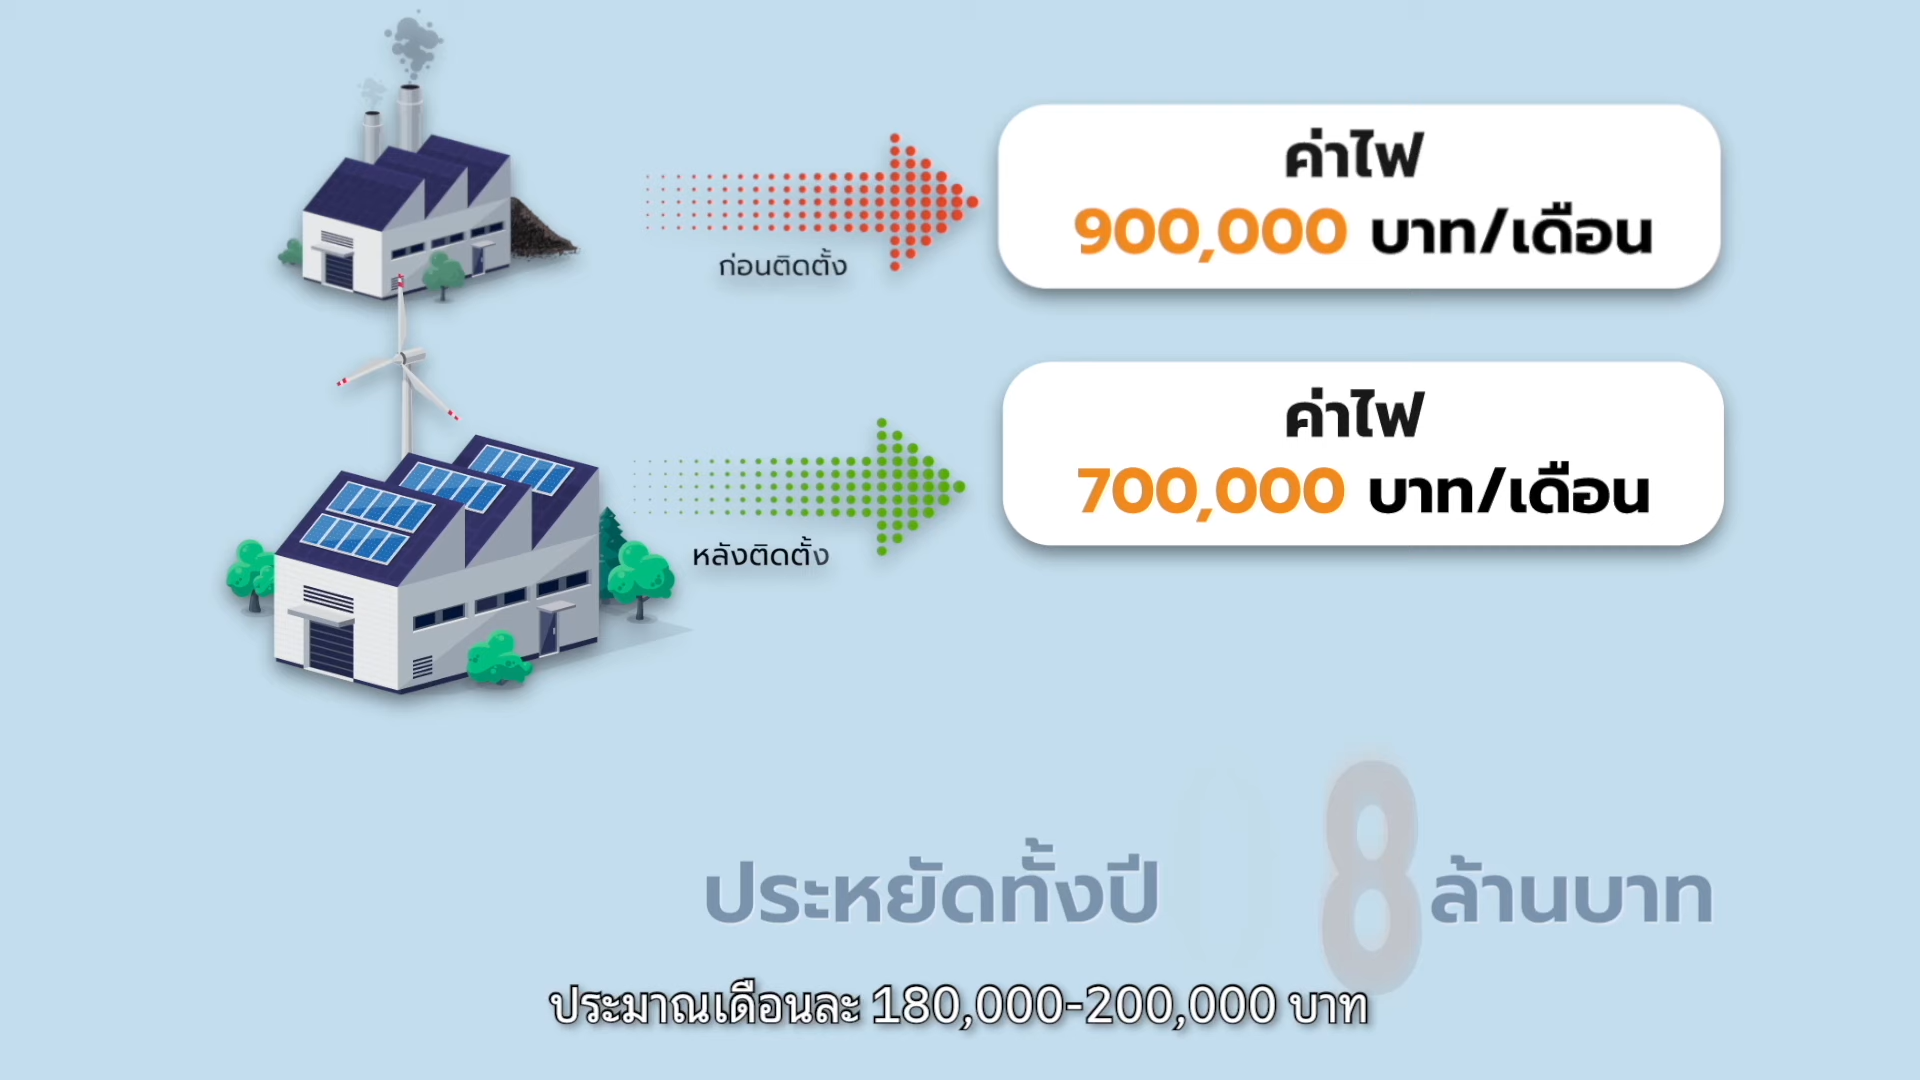 ค่าไฟ
900,000 บาท/เดือน
ก่อนติดตั้ง
ค่าไฟ
700,000 บาท/เดือน
หลังติดตั้ง
ประหยัดทั้งปี 8 ล้านบาท
ประมาณเดือนละ 180,000-200,000 บาท